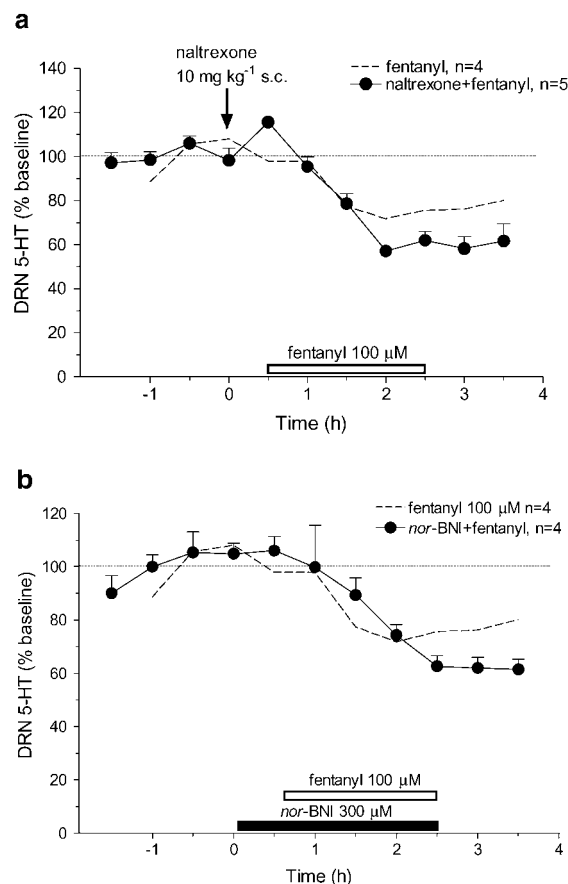 a
naltrexone
10 mg kg⁻¹ s.c.
fentanyl, n=4
naltrexone+fentanyl, n=5
140
120
100
80
60
40
20
0
DRN 5-HT (% baseline)
fentanyl 100 µM
-1 0 1 2 3 4
Time (h)
b
fentanyl 100 µM n=4
nor-BNI+fentanyl, n=4
120
100
80
60
40
20
0
DRN 5-HT (% baseline)
fentanyl 100 µM
nor-BNI 300 µM
-1 0 1 2 3 4
Time (h)